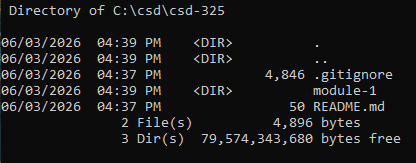 Directory of C:\csd\csd-325
06/03/2026  04:39 PM    <DIR>          .
06/03/2026  04:39 PM    <DIR>          ..
06/03/2026  04:37 PM             4,846 .gitignore
06/03/2026  04:39 PM    <DIR>          module-1
06/03/2026  04:37 PM                50 README.md
               2 File(s)          4,896 bytes
               3 Dir(s)  79,574,343,680 bytes free